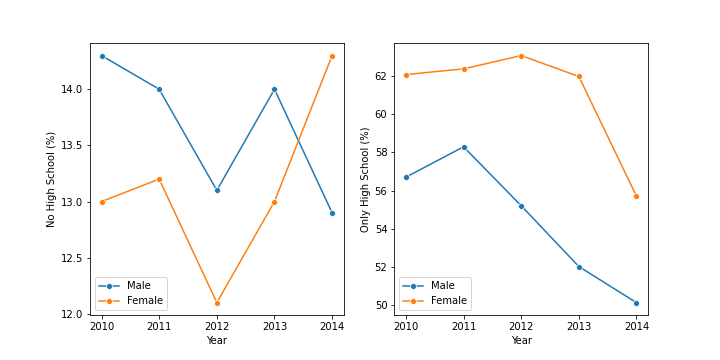 No High School (%)
14.0
13.5
13.0
12.5
12.0
2010 2011 2012 2013 2014
Year
Male
Female
Only High School (%)
62
60
58
56
54
52
50
2010 2011 2012 2013 2014
Year
Male
Female